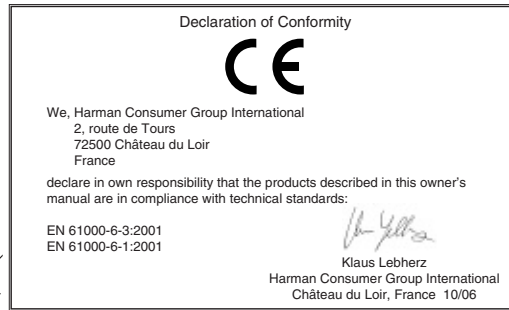 Declaration of Conformity
CE
We, Harman Consumer Group International
2, route de Tours
72500 Château du Loir
France
declare in own responsibility that the products described in this owner's
manual are in compliance with technical standards:
EN 61000-6-3:2001
EN 61000-6-1:2001
Klaus Lebherz
Harman Consumer Group International
Château du Loir, France 10/06